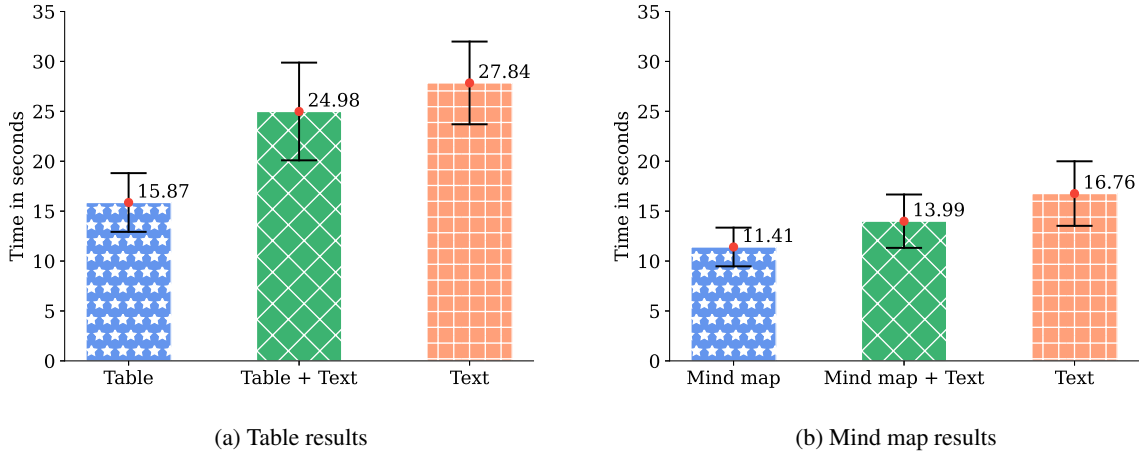 Time in seconds
35
30
25
20
15
10
5
0
15.87
24.98
27.84
Table
Table + Text
Text
(a) Table results
Time in seconds
35
30
25
20
15
10
5
0
11.41
13.99
16.76
Mind map
Mind map + Text
Text
(b) Mind map results